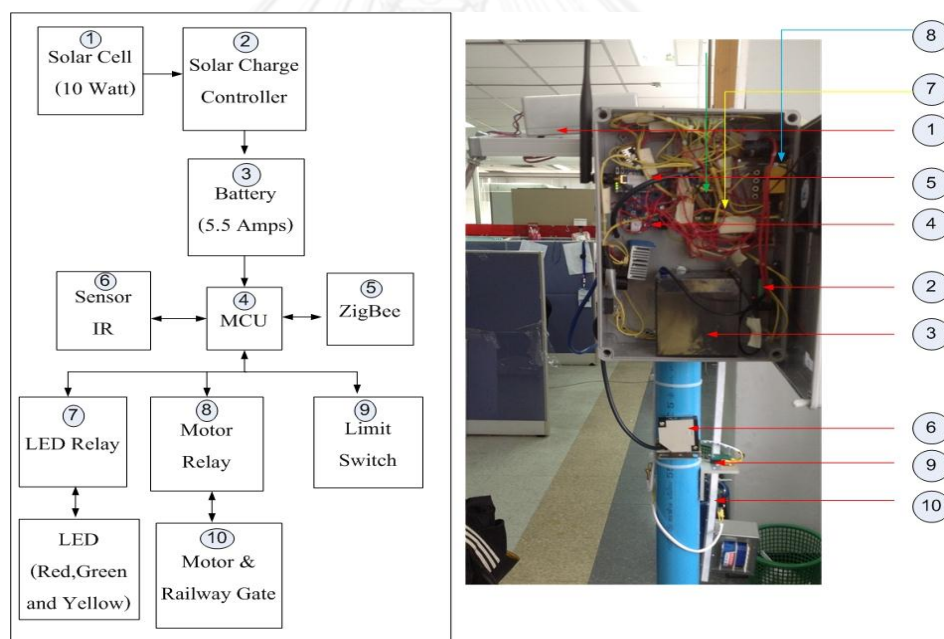 1
Solar Cell
(10 Watt)
2
Solar Charge
Controller
3
Battery
(5.5 Amps)
6
Sensor
IR
4
MCU
5
ZigBee
7
LED Relay
8
Motor
Relay
9
Limit
Switch
LED
(Red,Green
and Yellow)
10
Motor &
Railway Gate
8
7
1
5
4
2
3
6
9
10